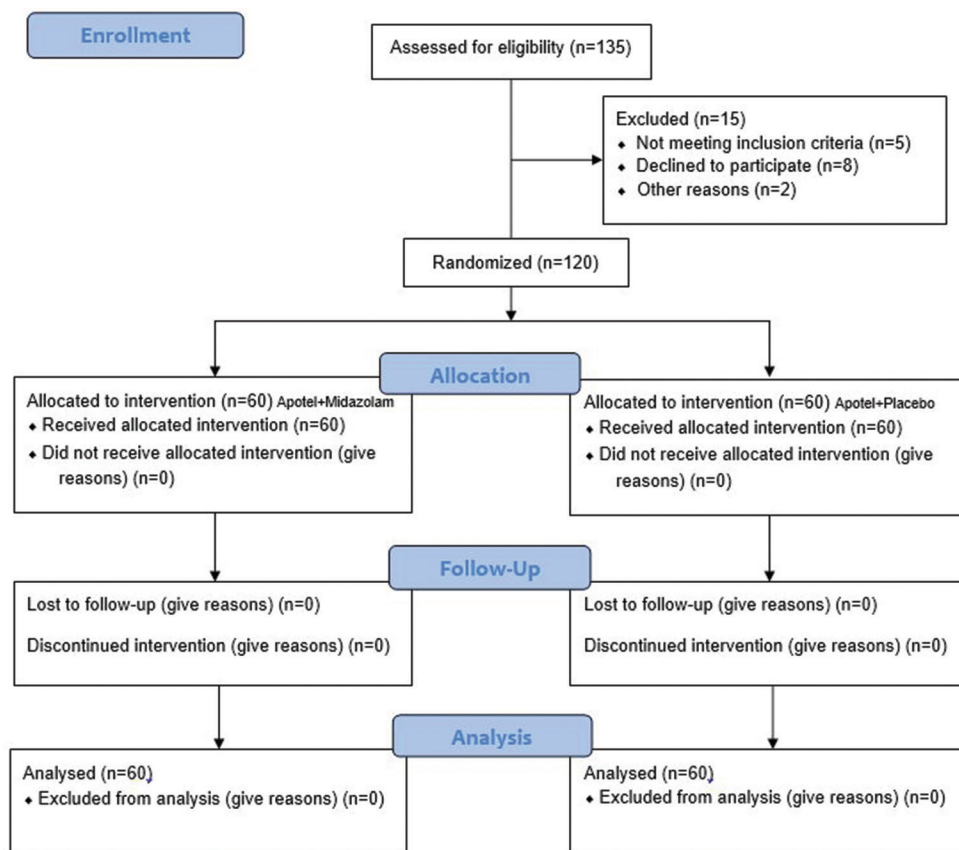 Enrollment
Assessed for eligibility (n=135)
Excluded (n=15)
⬥ Not meeting inclusion criteria (n=5)
⬥ Declined to participate (n=8)
⬥ Other reasons (n=2)
Randomized (n=120)
Allocation
Allocated to intervention (n=60) Apotel+Midazolam
⬥ Received allocated intervention (n=60)
⬥ Did not receive allocated intervention (give
reasons) (n=0)
Allocated to intervention (n=60) Apotel+Placebo
⬥ Received allocated intervention (n=60)
⬥ Did not receive allocated intervention (give
reasons) (n=0)
Follow-Up
Lost to follow-up (give reasons) (n=0)
Discontinued intervention (give reasons) (n=0)
Lost to follow-up (give reasons) (n=0)
Discontinued intervention (give reasons) (n=0)
Analysis
Analysed (n=60)
⬥ Excluded from analysis (give reasons) (n=0)
Analysed (n=60)
⬥ Excluded from analysis (give reasons) (n=0)